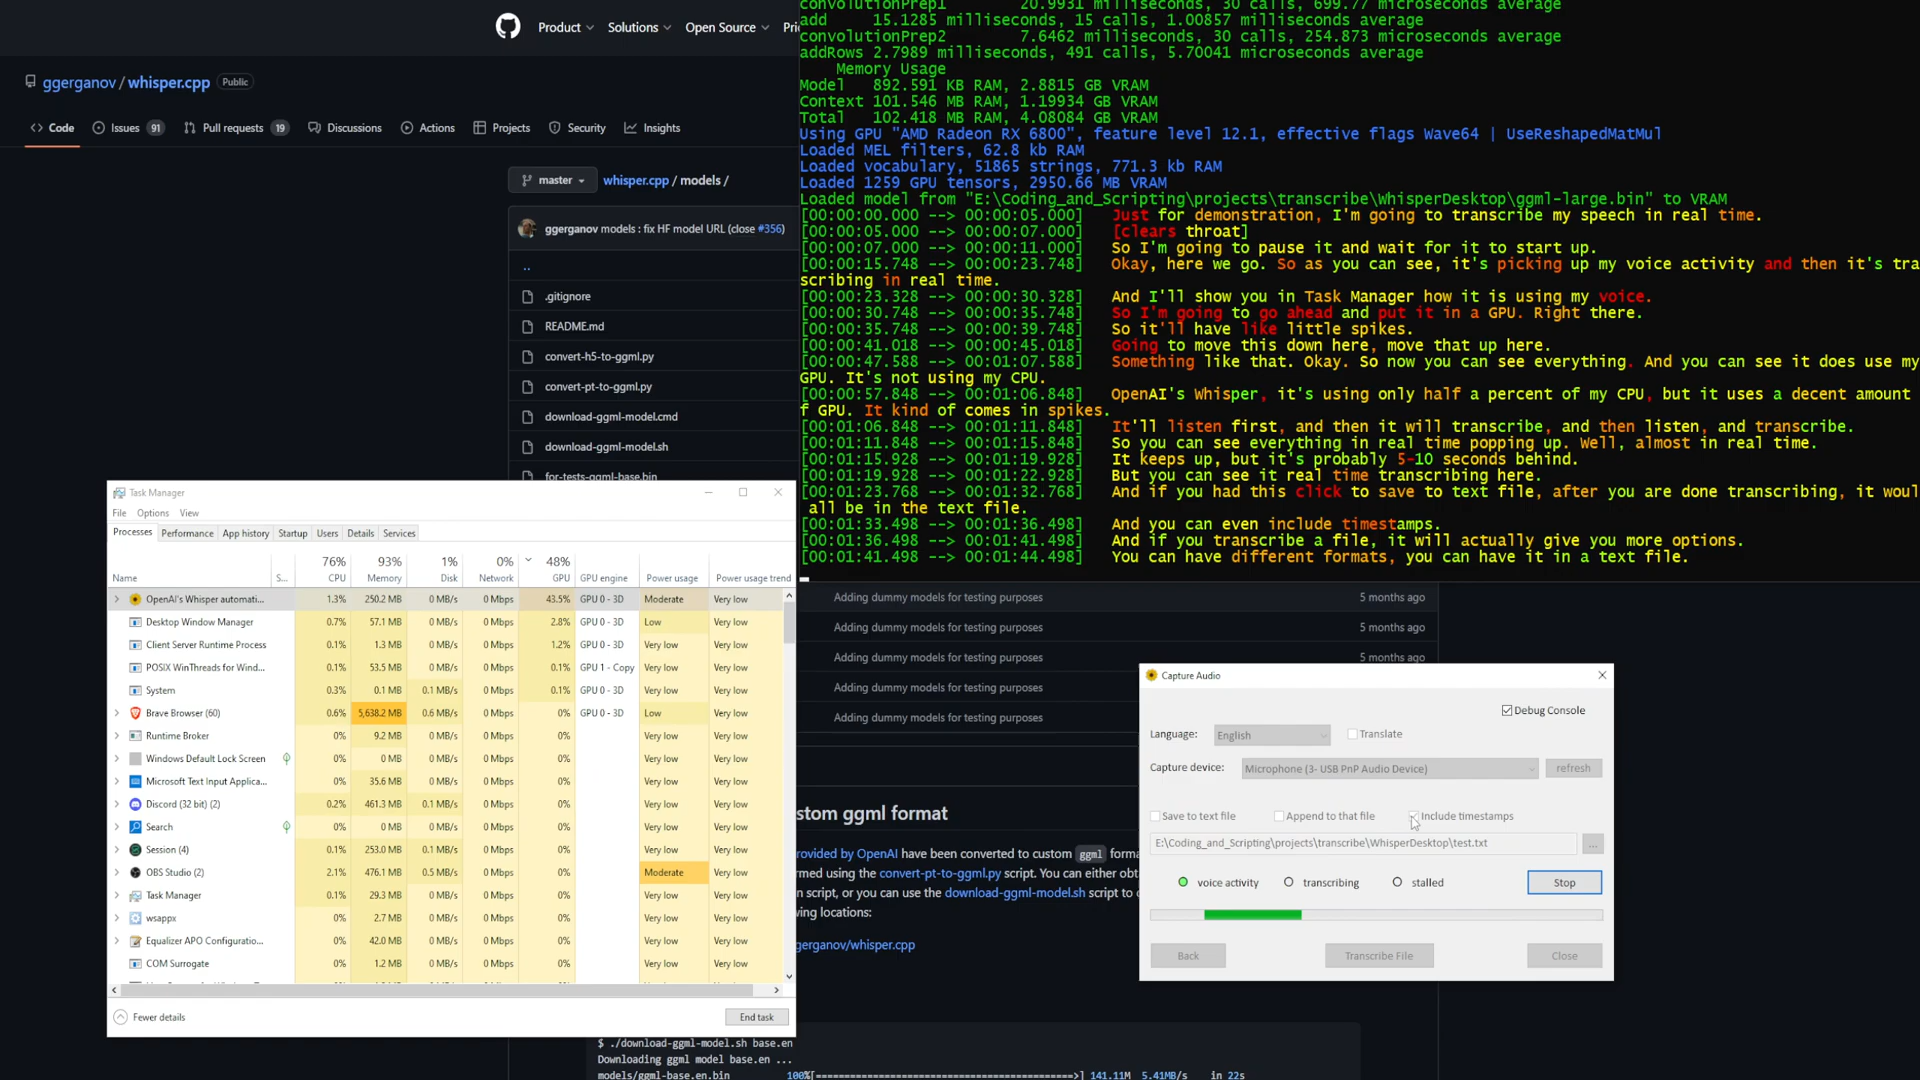 Product
Solutions
Open Source
Pri
ggerganov / whisper.cpp
Public
Code
Issues 91
Pull requests 19
Discussions
Actions
Projects
Security
Insights
master
whisper.cpp / models /
ggerganov models : fix HF model URL (close #356)
..
.gitignore
README.md
convert-h5-to-ggml.py
convert-pt-to-ggml.py
download-ggml-model.cmd
download-ggml-model.sh
for-tests-ggml-base.bin
convolutionPrep1 20.9931 milliseconds, 30 calls, 699.77 microseconds average
add 15.1285 milliseconds, 15 calls, 1.00857 milliseconds average
convolutionPrep2 7.6462 milliseconds, 30 calls, 254.873 microseconds average
addRows 2.7989 milliseconds, 491 calls, 5.70041 microseconds average
Memory Usage
Model 892.591 KB RAM, 2.8815 GB VRAM
Context 101.546 MB RAM, 1.19934 GB VRAM
Total 102.418 MB RAM, 4.08084 GB VRAM
Using GPU "AMD Radeon RX 6800", feature level 12.1, effective flags Wave64 | UseReshapedMatMul
Loaded MEL filters, 62.8 kb RAM
Loaded vocabulary, 51865 strings, 771.3 kb RAM
Loaded 1259 GPU tensors, 2950.66 MB VRAM
Loaded model from "E:\Coding_and_Scripting\projects\transcribe\WhisperDesktop\ggml-large.bin" to VRAM
[00:00:00.000 --> 00:00:05.000] Just for demonstration, I'm going to transcribe my speech in real time.
[00:00:05.000 --> 00:00:07.000] [clears throat]
[00:00:07.000 --> 00:00:11.000] So I'm going to pause it and wait for it to start up.
[00:00:15.748 --> 00:00:23.748] Okay, here we go. So as you can see, it's picking up my voice activity and then it's tra
scribing in real time.
[00:00:23.328 --> 00:00:30.328] And I'll show you in Task Manager how it is using my voice.
[00:00:30.748 --> 00:00:35.748] So I'm going to go ahead and put it in a GPU. Right there.
[00:00:35.748 --> 00:00:39.748] So it'll have like little spikes.
[00:00:41.018 --> 00:00:45.018] Going to move this down here, move that up here.
[00:00:47.588 --> 00:01:07.588] Something like that. Okay. So now you can see everything. And you can see it does use my
GPU. It's not using my CPU.
[00:00:57.848 --> 00:01:06.848] OpenAI's Whisper, it's using only half a percent of my CPU, but it uses a decent amount
f GPU. It kind of comes in spikes.
[00:01:06.848 --> 00:01:11.848] It'll listen first, and then it will transcribe, and then listen, and transcribe.
[00:01:11.848 --> 00:01:15.848] So you can see everything in real time popping up. Well, almost in real time.
[00:01:15.928 --> 00:01:19.928] It keeps up, but it's probably 5-10 seconds behind.
[00:01:19.928 --> 00:01:22.928] But you can see it real time transcribing here.
[00:01:23.768 --> 00:01:32.768] And if you had this click to save to text file, after you are done transcribing, it woul
all be in the text file.
[00:01:33.498 --> 00:01:36.498] And you can even include timestamps.
[00:01:36.498 --> 00:01:41.498] And if you transcribe a file, it will actually give you more options.
[00:01:41.498 --> 00:01:44.498] You can have different formats, you can have it in a text file.
Task Manager
File Options View
Processes Performance App history Startup Users Details Services
76% 93% 1% 0% 48%
Name S... CPU Memory Disk Network GPU GPU engine Power usage Power usage trend
OpenAI's Whisper automati... 1.3% 250.2 MB 0 MB/s 0 Mbps 43.5% GPU 0 - 3D Moderate Very low
Desktop Window Manager 0.7% 57.1 MB 0 MB/s 0 Mbps 2.8% GPU 0 - 3D Low Very low
Client Server Runtime Process 0.1% 1.3 MB 0 MB/s 0 Mbps 1.2% GPU 0 - 3D Very low Very low
POSIX WinThreads for Wind... 0.1% 53.5 MB 0 MB/s 0 Mbps 0.1% GPU 1 - Copy Very low Very low
System 0.3% 0.1 MB 0.1 MB/s 0 Mbps 0.1% GPU 0 - 3D Very low Very low
Brave Browser (60) 0.6% 5,638.2 MB 0.6 MB/s 0 Mbps 0% GPU 0 - 3D Low Very low
Runtime Broker 0% 9.2 MB 0 MB/s 0 Mbps 0% Very low Very low
Windows Default Lock Screen 0% 0 MB 0 MB/s 0 Mbps 0% Very low Very low
Microsoft Text Input Applica... 0% 35.6 MB 0 MB/s 0 Mbps 0% Very low Very low
Discord (32 bit) (2) 0.2% 461.3 MB 0.1 MB/s 0 Mbps 0% Very low Very low
Search 0% 0 MB 0 MB/s 0 Mbps 0% Very low Very low
Session (4) 0.1% 253.0 MB 0.1 MB/s 0 Mbps 0% Very low Very low
OBS Studio (2) 2.1% 476.1 MB 0.5 MB/s 0 Mbps 0% Moderate Very low
Task Manager 0.1% 29.3 MB 0 MB/s 0 Mbps 0% Very low Very low
wsappx 0% 2.7 MB 0 MB/s 0 Mbps 0% Very low Very low
Equalizer APO Configuratio... 0% 42.0 MB 0 MB/s 0 Mbps 0% Very low Very low
COM Surrogate 0% 1.2 MB 0 MB/s 0 Mbps 0% Very low Very low
Fewer details
End task
Adding dummy models for testing purposes 5 months ago
Adding dummy models for testing purposes 5 months ago
Adding dummy models for testing purposes 5 months ago
Adding dummy models for testing purposes
Adding dummy models for testing purposes
stom ggml format
rovided by OpenAI have been converted to custom ggml forma
rmed using the convert-pt-to-ggml.py script. You can either obt
n script, or you can use the download-ggml-model.sh script to d
wing locations:
gerganov/whisper.cpp
Capture Audio
Debug Console
Language: English Translate
Capture device: Microphone (3- USB PnP Audio Device) refresh
Save to text file Append to that file Include timestamps
E:\Coding_and_Scripting\projects\transcribe\WhisperDesktop\test.txt ...
voice activity transcribing stalled Stop
Back Transcribe File Close
$ ./download-ggml-model.sh base.en
Downloading ggml model base.en ...
models/ggml-base.en.bin 100%[=============================================>] 141.11M 5.41MB/s in 22s